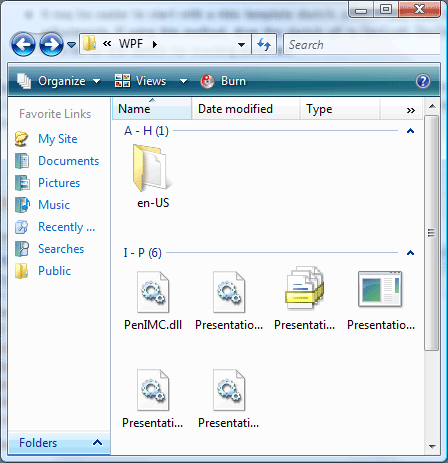 WPF
Search
Organize Views Burn
Favorite Links
My Site
Documents
Pictures
Music
Recently ...
Searches
Public
Folders
Name Date modified Type »
A - H (1)
en-US
I - P (6)
PenIMC.dll Presentatio... Presentatio... Presentatio...
Presentati... Presentati...